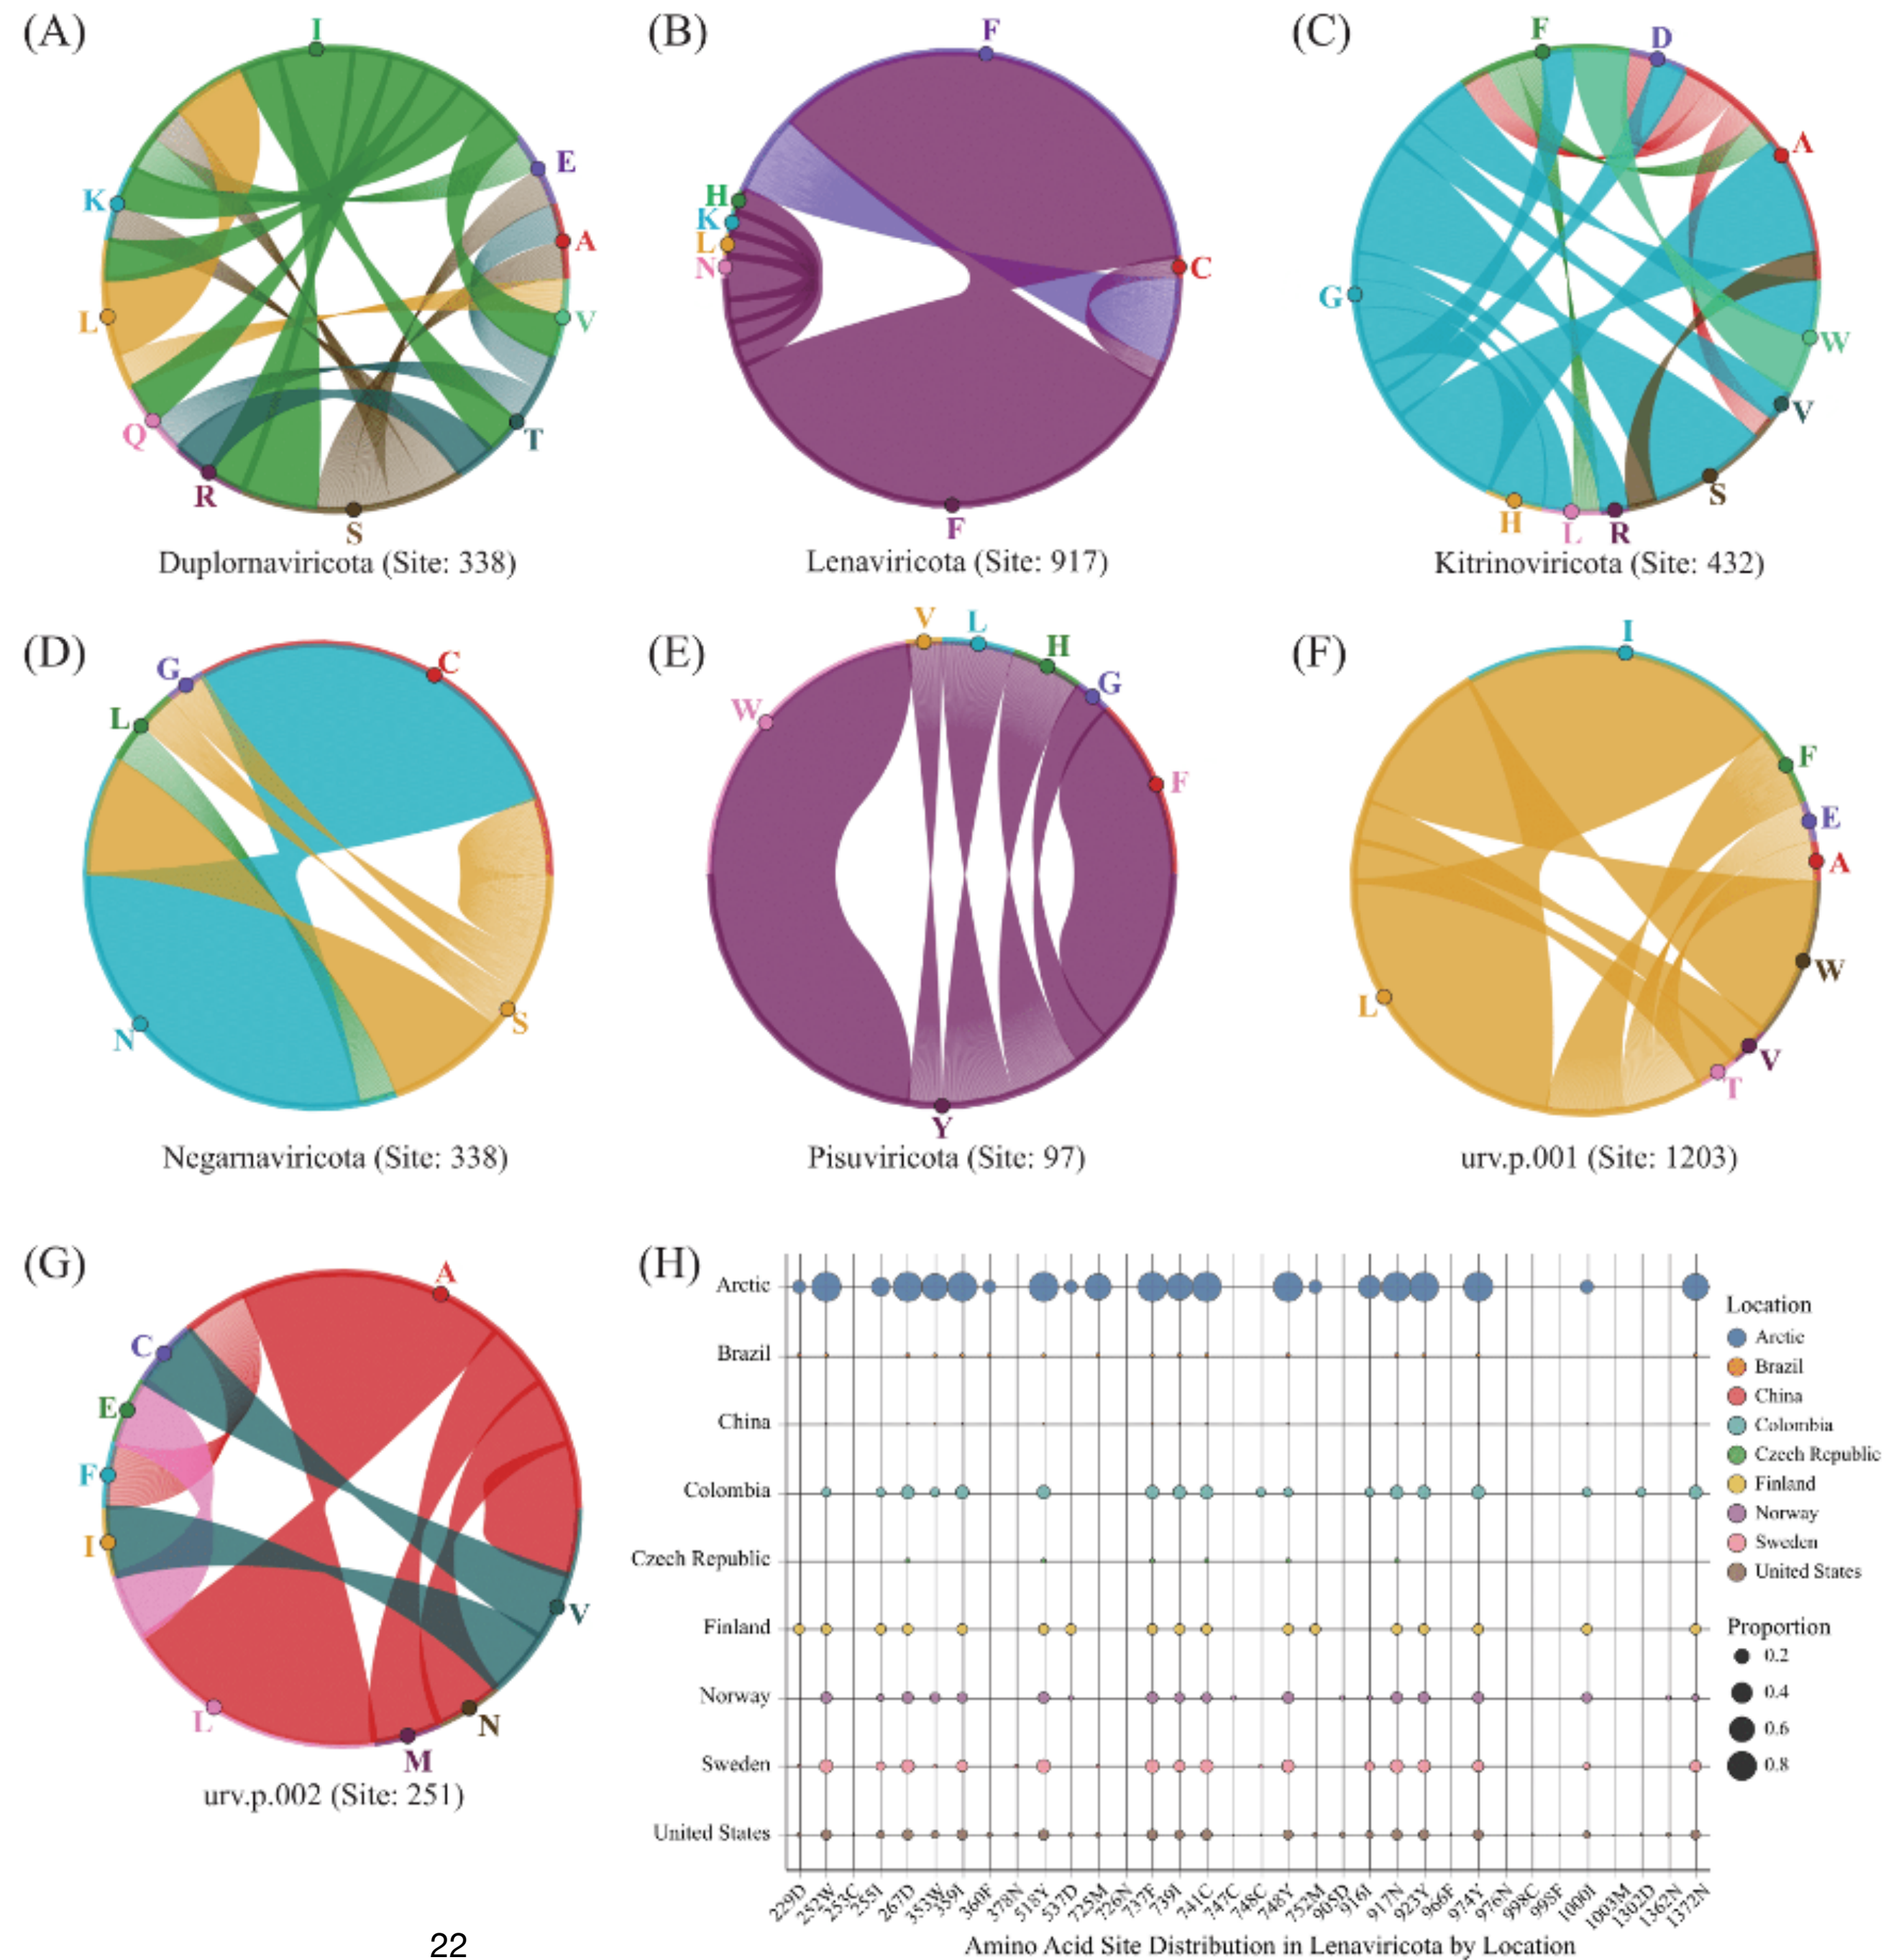 (A)
I
E
A
V
T
S
R
Q
L
K
Duplornaviricota (Site: 338)
(B)
F
C
F
N
L
K
H
Lenaviricota (Site: 917)
(C)
F
D
A
W
V
S
R
L
H
G
Kitrinoviricota (Site: 432)
(D)
G
C
L
S
N
Negarnaviricota (Site: 338)
(E)
V
L
H
G
F
W
Y
Pisuviricota (Site: 97)
(F)
I
F
E
A
W
V
T
L
urv.p.001 (Site: 1203)
(G)
A
C
E
F
I
L
M
N
V
urv.p.002 (Site: 251)
(H)
Arctic
Brazil
China
Colombia
Czech Republic
Finland
Norway
Sweden
United States
229D 252W 253C 255I 267D 353W 359I 360F 378N 518Y 537D 725M 726N 737F 739I 741C 747C 748C 748Y 752M 905D 916I 917N 923Y 966F 974Y 976N 998C 998F 1000I 1003M 1302D 1362N 1372N
Amino Acid Site Distribution in Lenaviricota by Location
Location
Arctic
Brazil
China
Colombia
Czech Republic
Finland
Norway
Sweden
United States
Proportion
0.2
0.4
0.6
0.8
22